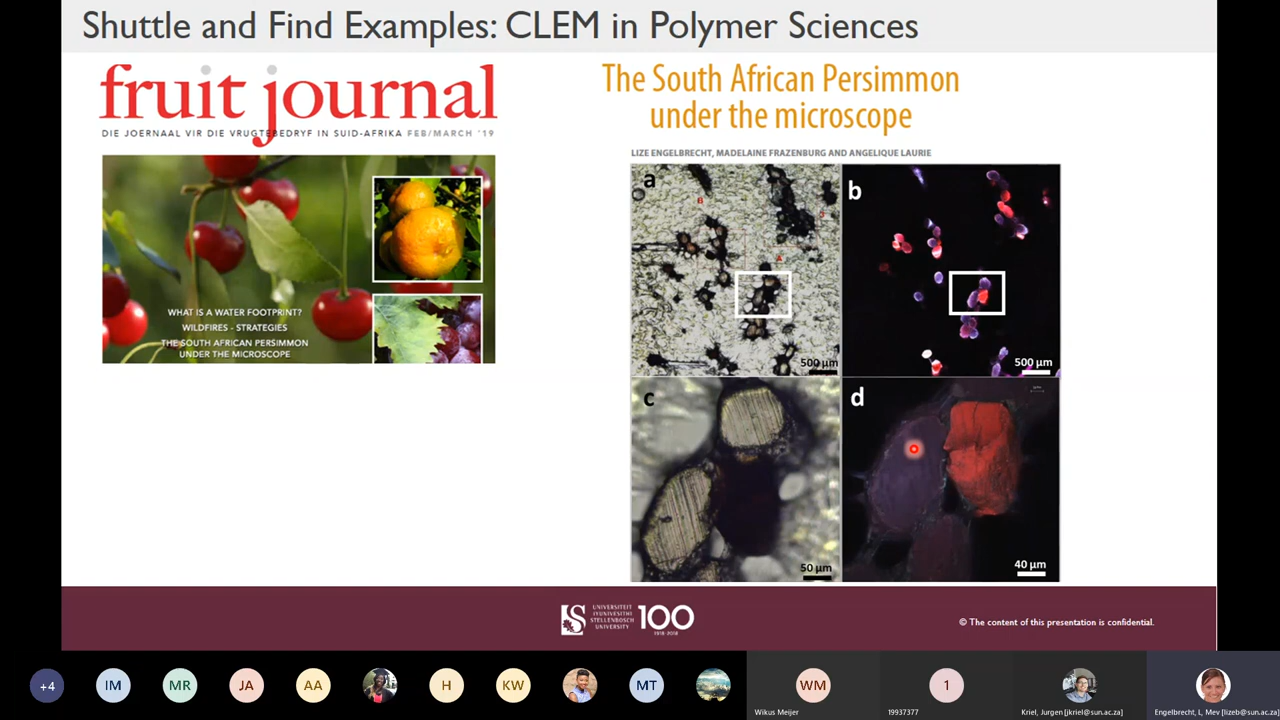 Shuttle and Find Examples: CLEM in Polymer Sciences
fruit journal
DIE JOERNAAL VIR DIE VRUGTEBEDRYF IN SUID-AFRIKA FEB/MARCH '19
WHAT IS A WATER FOOTPRINT?
WILDFIRES - STRATEGIES
THE SOUTH AFRICAN PERSIMMON
UNDER THE MICROSCOPE
The South African Persimmon
under the microscope
LIZE ENGELBRECHT, MADELAINE FRAZENBURG AND ANGELIQUE LAURIE
a
B
A
500 µm
b
500 µm
c
50 µm
d
40 µm
UNIVERSITEIT
IYUNIVESITHI
STELLENBOSCH
UNIVERSITY
100
1918-2018
© The content of this presentation is confidential.
+4
IM
MR
JA
AA
H
KW
MT
WM
1
Wikus Meijer
19937377
Kriel, Jurgen [jkriel@sun.ac.za]
Engelbrecht, L, Mev [lizeb@sun.ac.za]